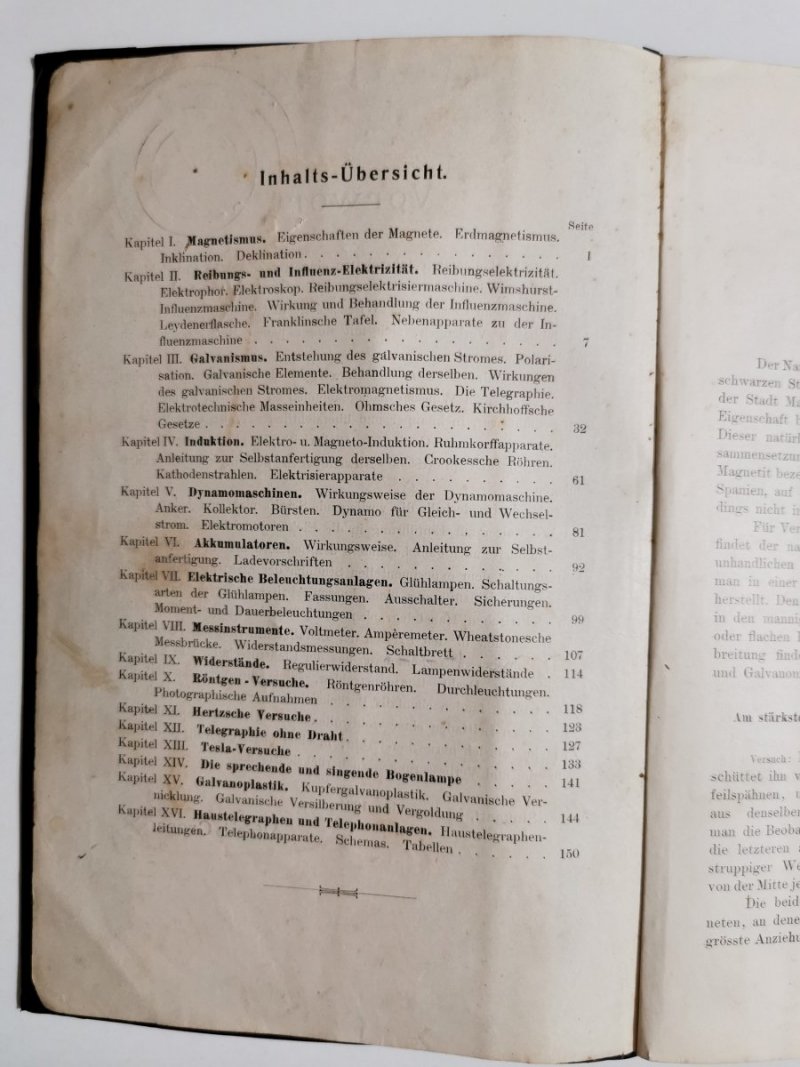 Inhalts-Übersicht.
Seite
Kapitel I. Magnetismus. Eigenschaften der Magnete. Erdmagnetismus.
Inklination. Deklination . . . . . . . . . . . . . . . 1
Kapitel II. Reibungs- und Influenz-Elektrizität. Reibungselektrizität.
Elektrophor. Elektroskop. Reibungselektrisiermaschine. Wimshurst-
Influenzmaschine. Wirkung und Behandlung der Influenzmaschine.
Leydenerflasche. Franklinsche Tafel. Nebenapparate zu der In-
fluenzmaschine . . . . . . . . . . . . . . . . . . 7
Kapitel III. Galvanismus. Entstehung des galvanischen Stromes. Polari-
sation. Galvanische Elemente. Behandlung derselben. Wirkungen
des galvanischen Stromes. Elektromagnetismus. Die Telegraphie.
Elektrotechnische Masseinheiten. Ohmsches Gesetz. Kirchhoffsche
Gesetze . . . . . . . . . . . . . . . . . . . . 32
Kapitel IV. Induktion. Elektro- u. Magneto-Induktion. Ruhmkorffapparate.
Anleitung zur Selbstanfertigung derselben. Crookessche Röhren.
Kathodenstrahlen. Elektrisierapparate . . . . . . . . . . 61
Kapitel V. Dynamomaschinen. Wirkungsweise der Dynamomaschine.
Anker. Kollektor. Bürsten. Dynamo für Gleich- und Wechsel-
strom. Elektromotoren . . . . . . . . . . . . . . . 81
Kapitel VI. Akkumulatoren. Wirkungsweise. Anleitung zur Selbst-
anfertigung. Ladevorschriften . . . . . . . . . . . . 92
Kapitel VII. Elektrische Beleuchtungsanlagen. Glühlampen. Schaltungs-
arten der Glühlampen. Fassungen. Ausschalter. Sicherungen.
Moment- und Dauerbeleuchtungen . . . . . . . . . . . 99
Kapitel VIII. Messinstrumente. Voltmeter. Ampèremeter. Wheatstonesche
Messbrücke. Widerstandsmessungen. Schaltbrett . . . . . . 107
Kapitel IX. Widerstände. Regulierwiderstand. Lampenwiderstände . 114
Kapitel X. Röntgen-Versuche. Röntgenröhren. Durchleuchtungen.
Photographische Aufnahmen . . . . . . . . . . . . . 118
Kapitel XI. Hertzsche Versuche . . . . . . . . . . . . . 123
Kapitel XII. Telegraphie ohne Draht . . . . . . . . . . . 127
Kapitel XIII. Tesla-Versuche . . . . . . . . . . . . . . 133
Kapitel XIV. Die sprechende und singende Bogenlampe . . . . . 141
Kapitel XV. Galvanoplastik. Kupfergalvanoplastik. Galvanische Ver-
nicklung. Galvanische Versilberung und Vergoldung . . . . . 144
Kapitel XVI. Haustelegraphen und Telephonanlagen. Haustelegraphen-
leitungen. Telephonapparate. Schemas. Tabellen . . . . . . 150
Der Na
schwarzen St
der Stadt Ma
Eigenschaft
Dieser natürl
sammensetzun
Magnetit beze
Spanien, auf
dings nicht i
Für Ver
findet der na
unhandlichen
man in einer
herstellt. Den
in den manni
oder flachen
breitung find
und Galvanom
Am stärkst
Versuch:
schüttet ihn v
feilspähnen, u
aus denselben
man die Beoba
die letzteren
struppiger We
von der Mitte je
Die beid
neten, an dene
grösste Anziehu